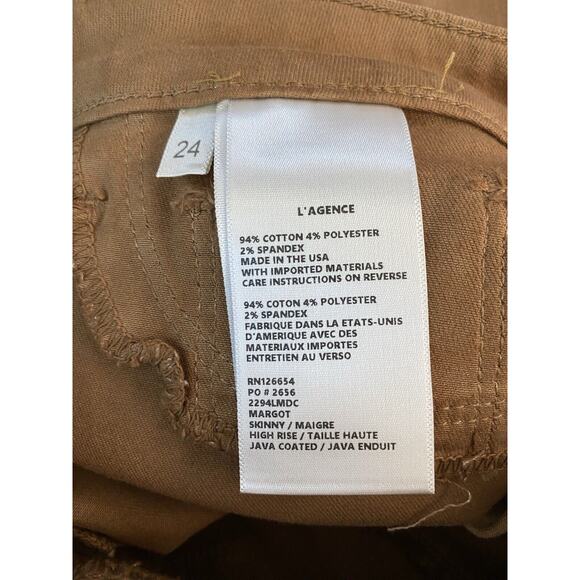 24
L'AGENCE
94% COTTON 4% POLYESTER
2% SPANDEX
MADE IN THE USA
WITH IMPORTED MATERIALS
CARE INSTRUCTIONS ON REVERSE
94% COTON 4% POLYESTER
2% SPANDEX
FABRIQUE DANS LA ETATS-UNIS
D'AMERIQUE AVEC DES
MATERIAUX IMPORTES
ENTRETIEN AU VERSO
RN126654
PO # 2656
2294LMDC
MARGOT
SKINNY / MAIGRE
HIGH RISE / TAILLE HAUTE
JAVA COATED / JAVA ENDUIT